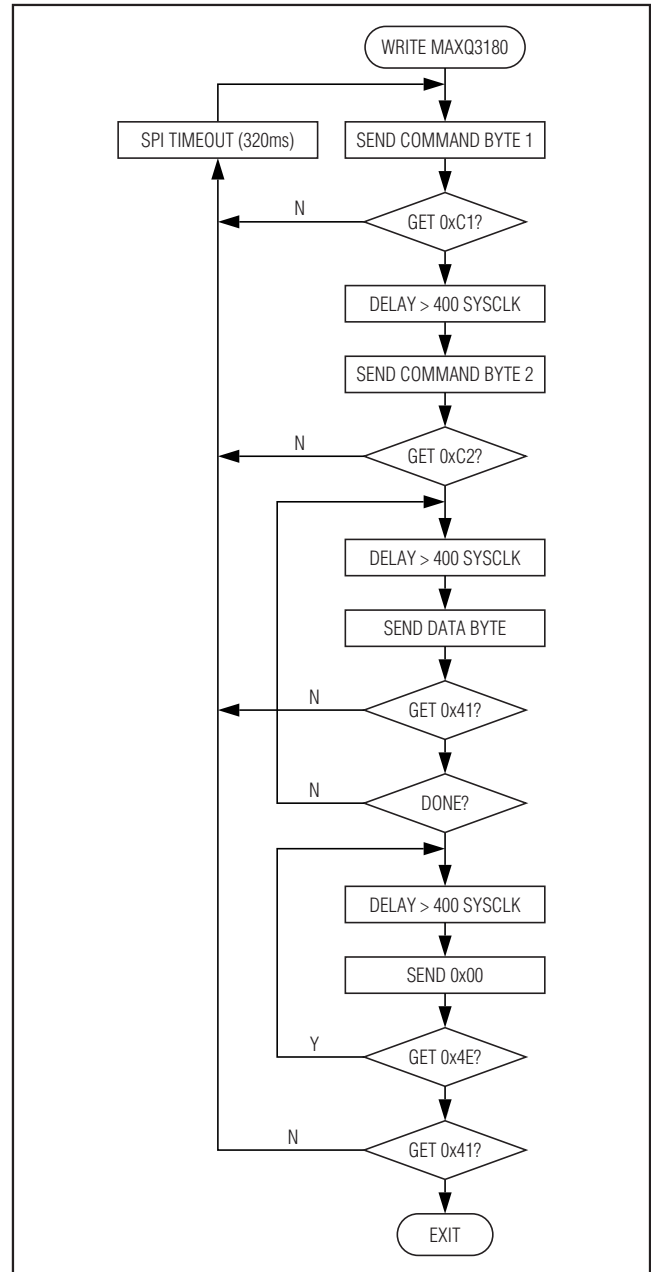 WRITE MAXQ3180
SPI TIMEOUT (320ms)
SEND COMMAND BYTE 1
N
GET 0xC1?
DELAY > 400 SYSCLK
SEND COMMAND BYTE 2
N
GET 0xC2?
DELAY > 400 SYSCLK
SEND DATA BYTE
N
GET 0x41?
N
DONE?
DELAY > 400 SYSCLK
SEND 0x00
Y
GET 0x4E?
N
GET 0x41?
EXIT